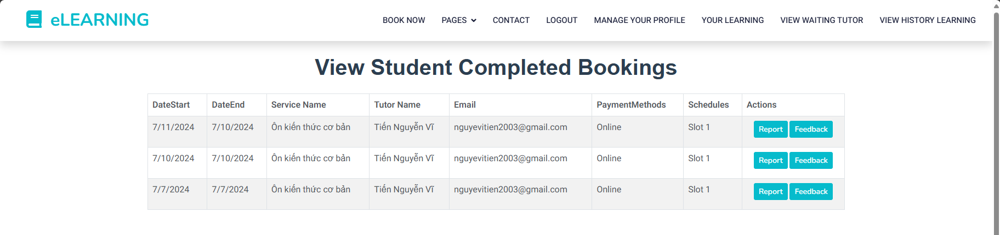 eLEARNING
BOOK NOW PAGES CONTACT LOGOUT MANAGE YOUR PROFILE YOUR LEARNING VIEW WAITING TUTOR VIEW HISTORY LEARNING
View Student Completed Bookings
DateStart DateEnd Service Name Tutor Name Email PaymentMethods Schedules Actions
7/11/2024 7/10/2024 Ôn kiến thức cơ bản Tiến Nguyễn Vĩ nguyevitien2003@gmail.com Online Slot 1 Report Feedback
7/10/2024 7/10/2024 Ôn kiến thức cơ bản Tiến Nguyễn Vĩ nguyevitien2003@gmail.com Online Slot 1 Report Feedback
7/7/2024 7/7/2024 Ôn kiến thức cơ bản Tiến Nguyễn Vĩ nguyevitien2003@gmail.com Online Slot 1 Report Feedback